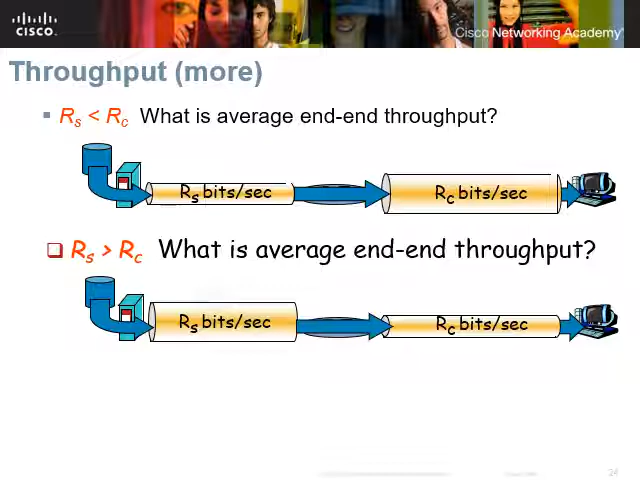 CISCO.
Cisco Networking Academy
Throughput (more)
Rs < Rc What is average end-end throughput?
Rs bits/sec
Rc bits/sec
Rs > Rc What is average end-end throughput?
Rs bits/sec
Rc bits/sec
24